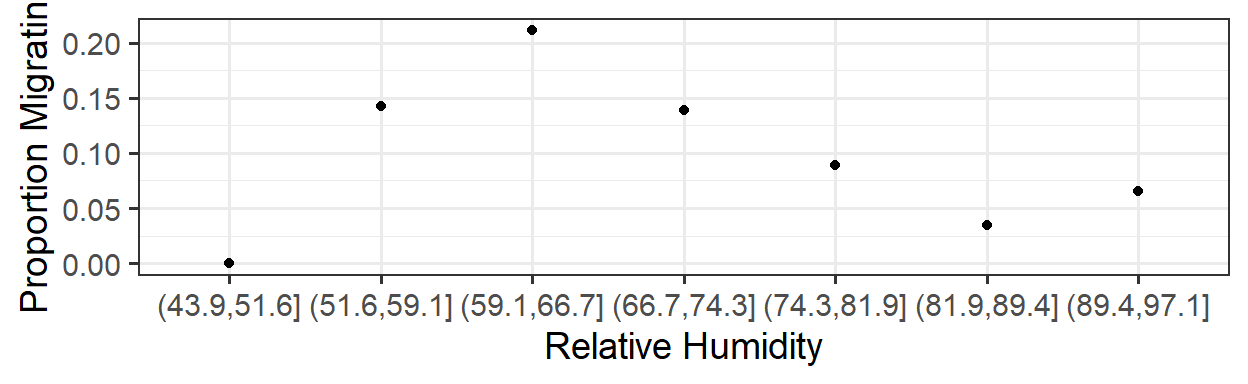 Proportion Migratin
0.20
0.15
0.10
0.05
0.00
(43.9,51.6] (51.6,59.1] (59.1,66.7] (66.7,74.3] (74.3,81.9] (81.9,89.4] (89.4,97.1]
Relative Humidity